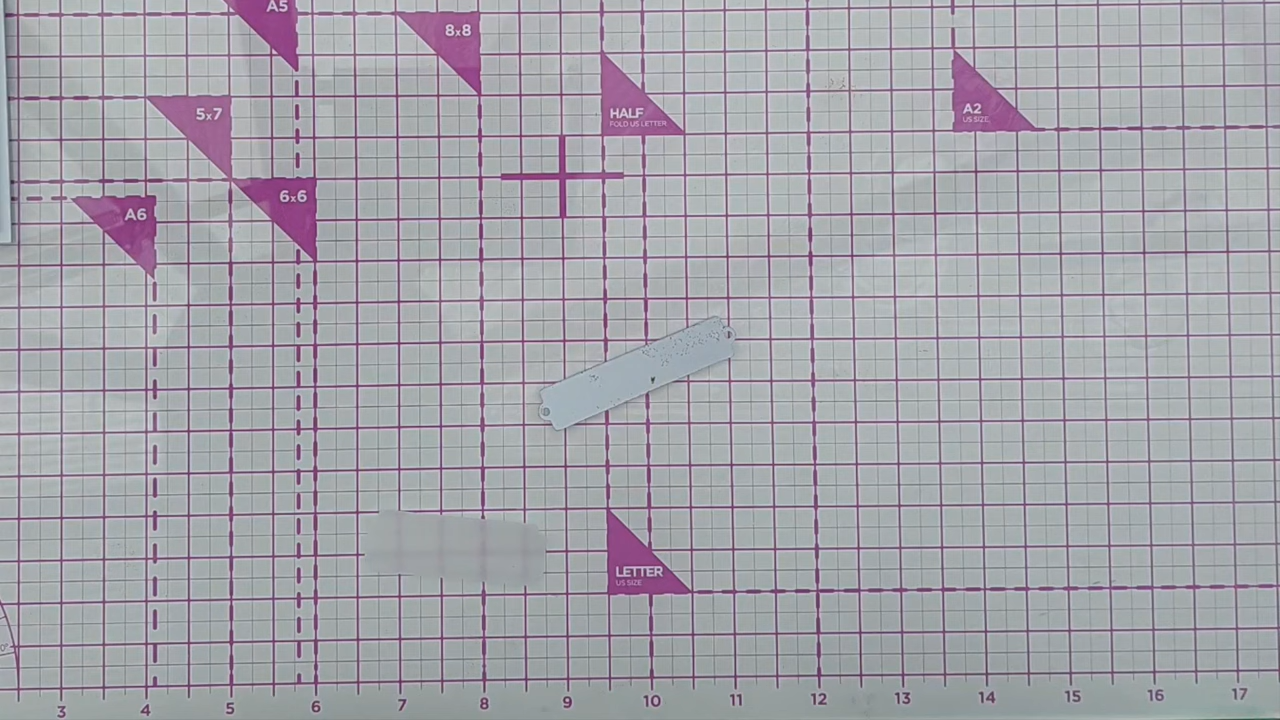 A5
8x8
5x7
HALF
FOLD US LETTER
A2
US SIZE
6x6
A6
LETTER
US SIZE
3 4 5 6 7 8 9 10 11 12 13 14 15 16 17